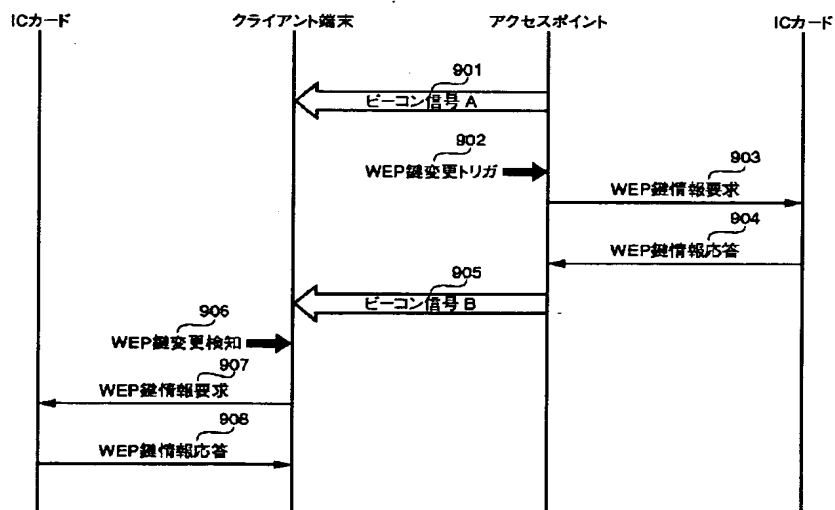 ICカード
クライアント端末
アクセスポイント
ICカード
901
ビーコン信号 A
902
WEP鍵変更トリガ
903
WEP鍵情報要求
904
WEP鍵情報応答
905
ビーコン信号 B
906
WEP鍵変更検知
907
WEP鍵情報要求
908
WEP鍵情報応答